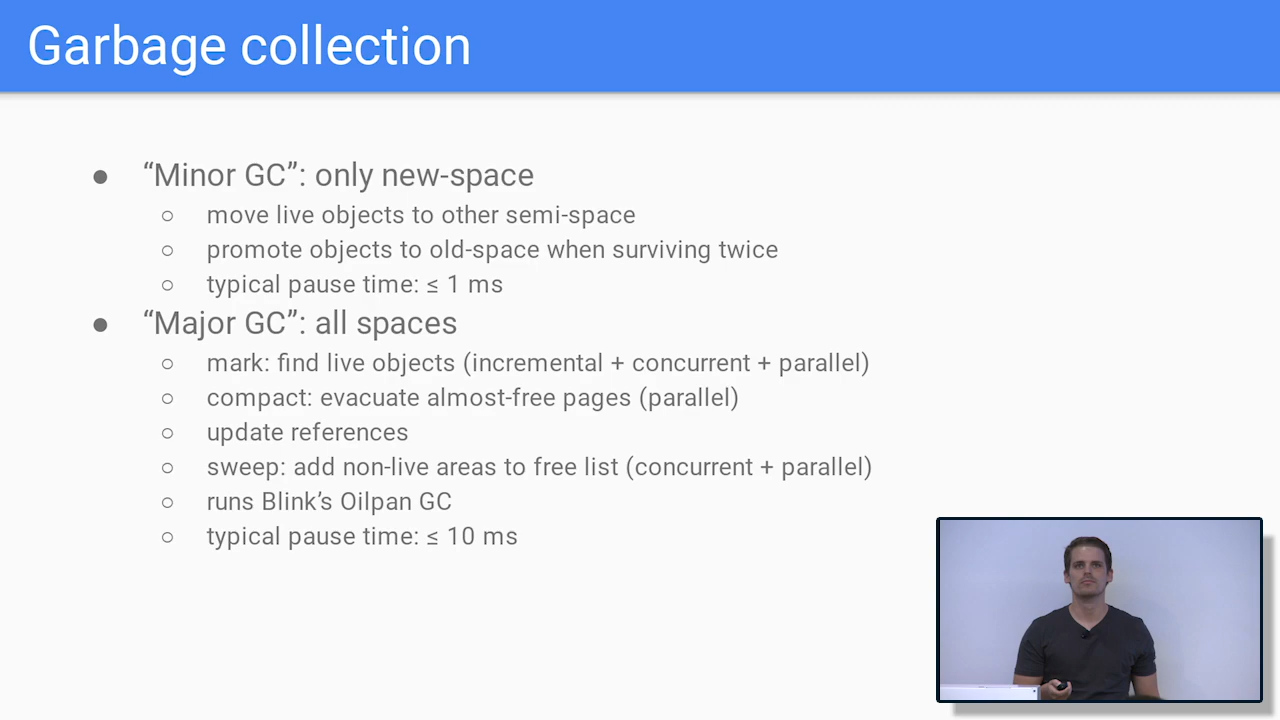 Garbage collection
● “Minor GC”: only new-space
○ move live objects to other semi-space
○ promote objects to old-space when surviving twice
○ typical pause time: ≤ 1 ms
● “Major GC”: all spaces
○ mark: find live objects (incremental + concurrent + parallel)
○ compact: evacuate almost-free pages (parallel)
○ update references
○ sweep: add non-live areas to free list (concurrent + parallel)
○ runs Blink’s Oilpan GC
○ typical pause time: ≤ 10 ms